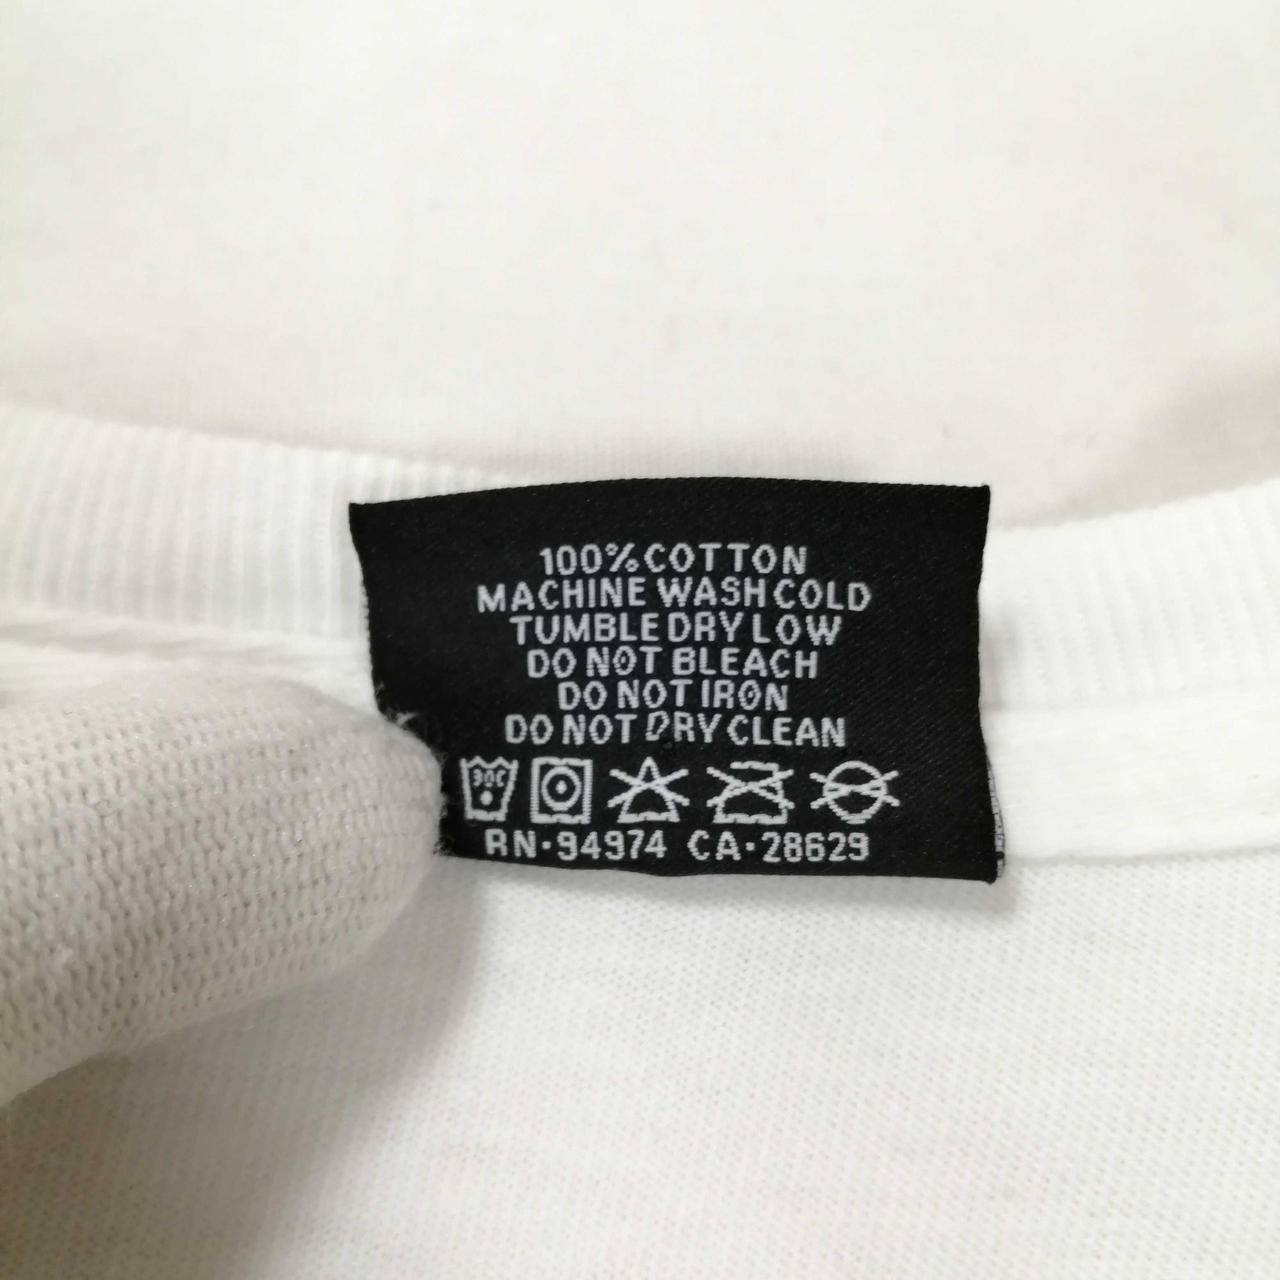 100% COTTON
MACHINE WASH COLD
TUMBLE DRY LOW
DO NOT BLEACH
DO NOT IRON
DO NOT DRY CLEAN
30C
RN·94974 CA·28629